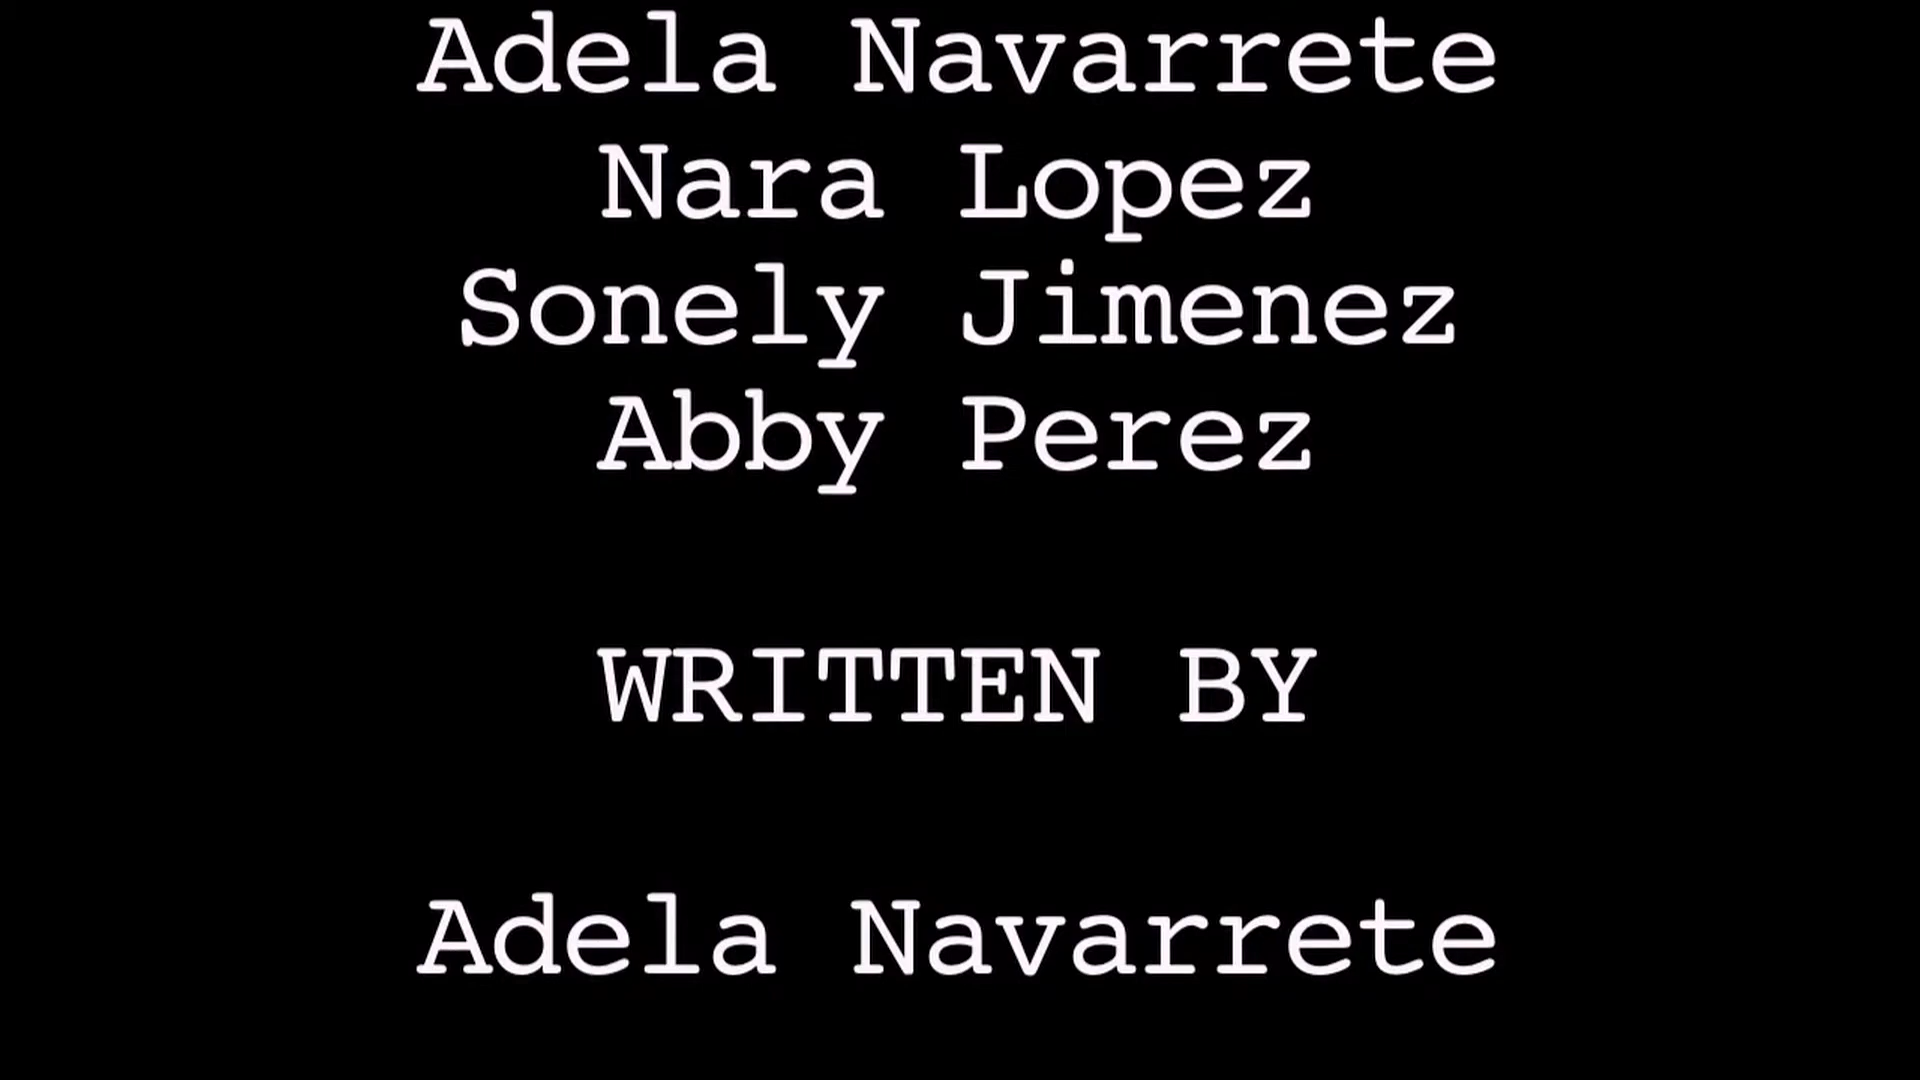 Adela Navarrete
Nara Lopez
Sonely Jimenez
Abby Perez
WRITTEN BY
Adela Navarrete